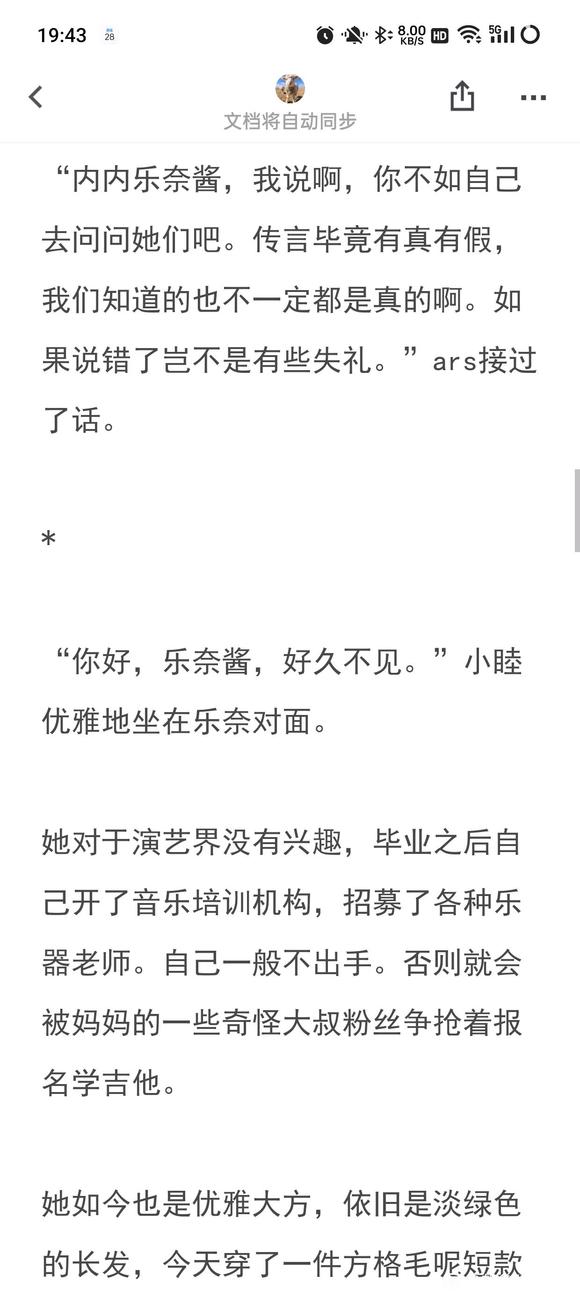 19:43
28
8.00
KB/S
HD
5G
文档将自动同步
“内内乐奈酱，我说啊，你不如自己
去问问她们吧。传言毕竟有真有假，
我们知道的也不一定都是真的啊。如
果说错了岂不是有些失礼。”ars接过
了话。
*
“你好，乐奈酱，好久不见。”小睦
优雅地坐在乐奈对面。
她对于演艺界没有兴趣，毕业之后自
己开了音乐培训机构，招募了各种乐
器老师。自己一般不出手。否则就会
被妈妈的一些奇怪大叔粉丝争抢着报
名学吉他。
她如今也是优雅大方，依旧是淡绿色
的长发，今天穿了一件方格毛呢短款